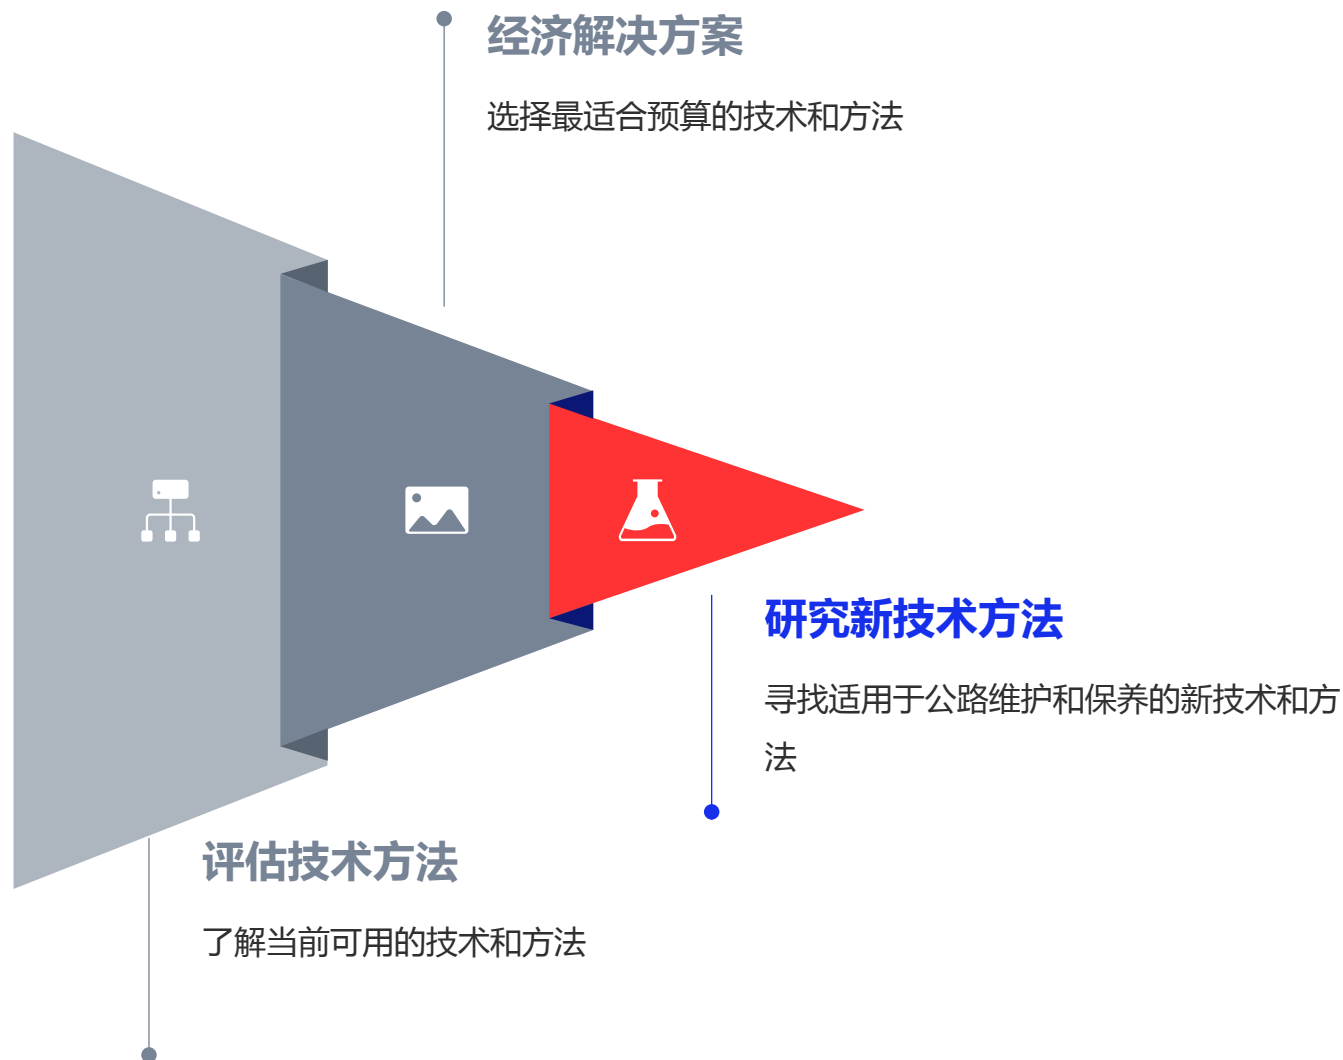 经济解决方案
选择最适合预算的技术和方法
研究新技术方法
寻找适用于公路维护和保养的新技术和方
法
评估技术方法
了解当前可用的技术和方法